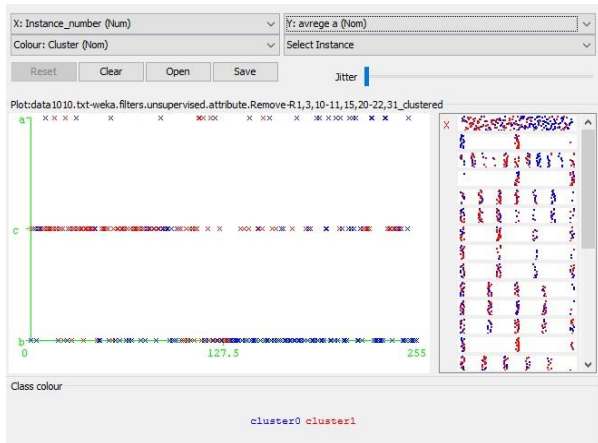 X: Instance_number (Num)
Y: avrege a (Nom)
Colour: Cluster (Nom)
Select Instance
Reset
Clear
Open
Save
Jitter
Plot:data1010.txt-weka.filters.unsupervised.attribute.Remove-R1,3,10-11,15,20-22,31_clustered
a
X
c
b
0
127.5
255
Class colour
cluster0 cluster1